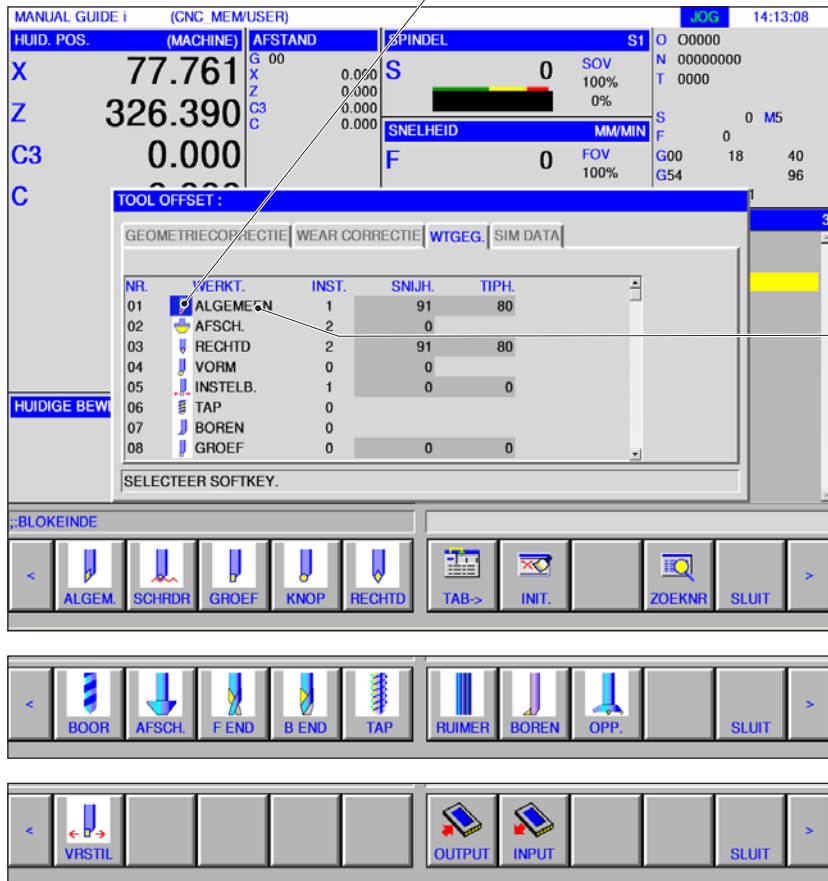 MANUAL GUIDE i (CNC_MEM/USER) JOG 14:13:08
HUID. POS. (MACHINE) AFSTAND SPINDEL S1 O O0000
G 00 N 00000000
X 77.761 X 0.000 S 0 SOV T 0000
Z 0.000 100%
Z 326.390 C3 0.000 0%
C 0.000 S 0 M5
SNELHEID MM/MIN F 0
C3 0.000 F 0 FOV G00 18 40
100% G54 96
C
TOOL OFFSET :
GEOMETRIECORRECTIE WEAR CORRECTIE WTGEG. SIM DATA
NR. WERKT. INST. SNIJH. TIPH.
01 ALGEMEEN 1 91 80
02 AFSCH. 2 0
03 RECHTD 2 91 80
04 VORM 0 0
05 INSTELB. 1 0 0
06 TAP 0
07 BOREN 0
08 GROEF 0 0 0
HUIDIGE BEW
SELECTEER SOFTKEY.
;:BLOKEINDE
< ALGEM. SCHRDR GROEF KNOP RECHTD TAB-> INIT. ZOEKNR SLUIT >
< BOOR AFSCH. F END B END TAP RUIMER BOREN OPP. SLUIT >
< VRSTIL OUTPUT INPUT SLUIT >